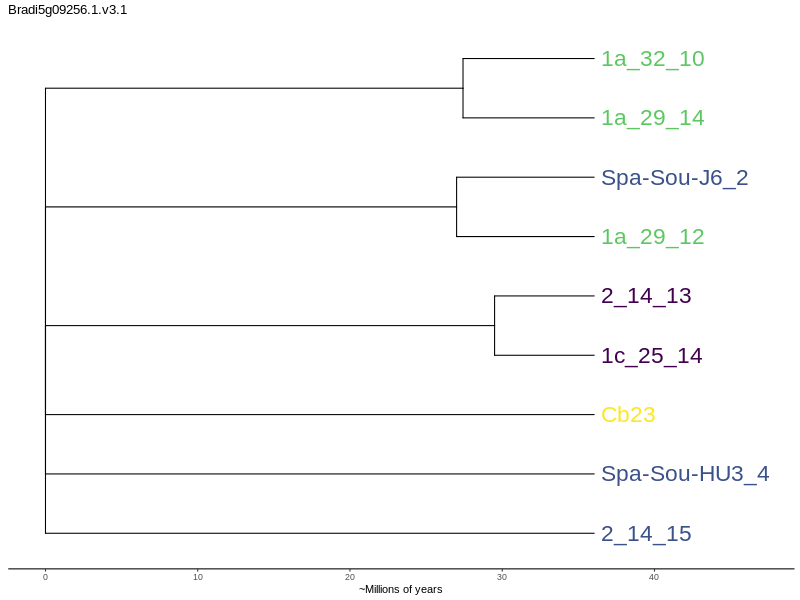 Bradi5g09256.1.v3.1
1a_32_10
1a_29_14
Spa-Sou-J6_2
1a_29_12
2_14_13
1c_25_14
Cb23
Spa-Sou-HU3_4
2_14_15
0 10 20 30 40
~Millions of years